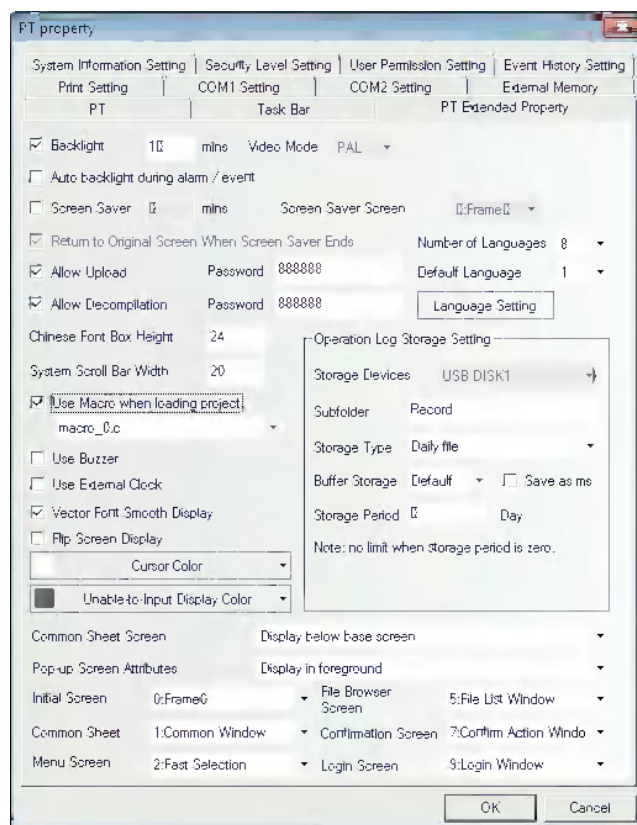 PT property
System Information Setting
Security Level Setting
User Permission Setting
Event History Setting
Print Setting
COM1 Setting
COM2 Setting
External Memory
PT
Task Bar
PT Extended Property
Backlight 10 mins Video Mode PAL
Auto backlight during alarm / event
Screen Saver 0 mins Screen Saver Screen 0:Frame0
Return to Original Screen When Screen Saver Ends
Number of Languages 8
Allow Upload Password 888888
Default Language 1
Allow Decompilation Password 888888
Language Setting
Chinese Font Box Height 24
System Scroll Bar Width 20
Use Macro when loading project
macro_0.c
Use Buzzer
Use External Clock
Vector Font Smooth Display
Flip Screen Display
Cursor Color
Unable-to-Input Display Color
Operation Log Storage Setting
Storage Devices USB DISK1
Subfolder Record
Storage Type Daily file
Buffer Storage Default Save as ms
Storage Period 0 Day
Note: no limit when storage period is zero.
Common Sheet Screen Display below base screen
Pop-up Screen Attributes Display in foreground
Initial Screen 0:Frame0
File Browser Screen 5:File List Window
Common Sheet 1:Common Window
Confirmation Screen 7:Confirm Action Windo
Menu Screen 2:Fast Selection
Login Screen 9:Login Window
OK Cancel